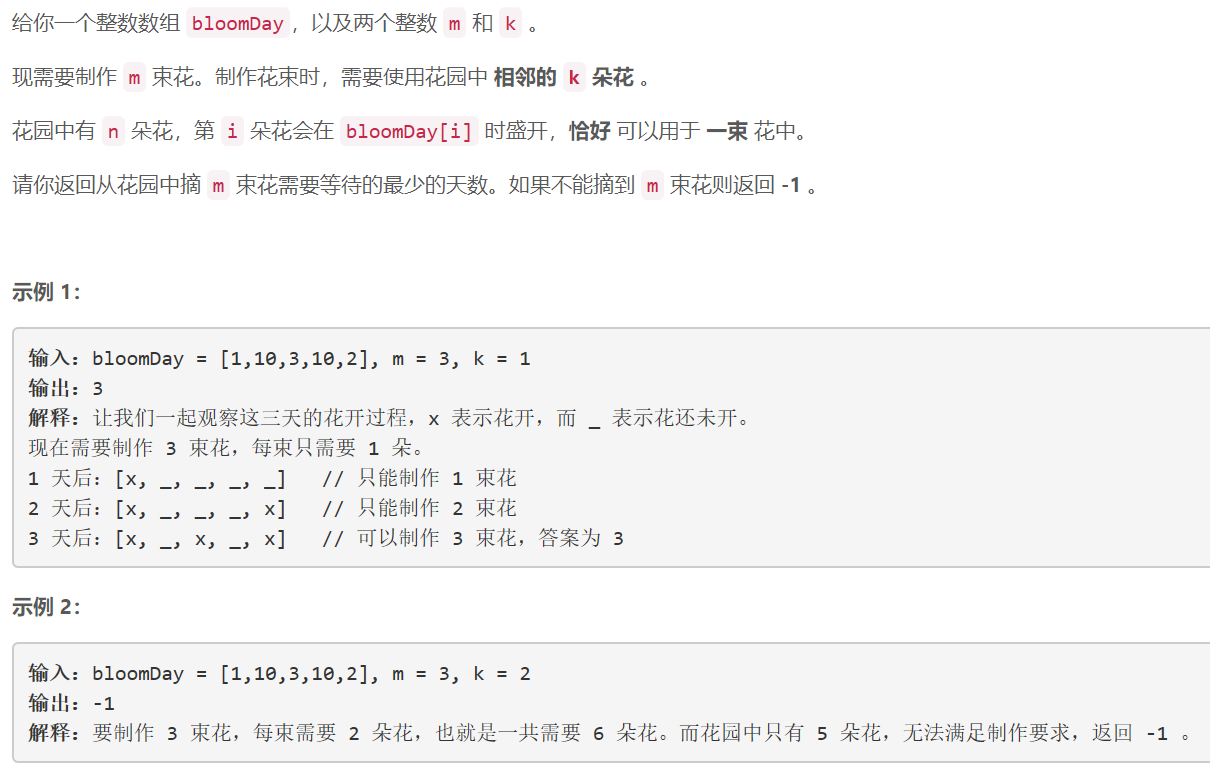 给你一个整数数组 bloomDay，以及两个整数 m 和 k 。
现需要制作 m 束花。制作花束时，需要使用花园中 相邻的 k 朵花 。
花园中有 n 朵花，第 i 朵花会在 bloomDay[i] 时盛开，恰好 可以用于 一束 花中。
请你返回从花园中摘 m 束花需要等待的最少的天数。如果不能摘到 m 束花则返回 -1 。
示例 1：
输入：bloomDay = [1,10,3,10,2], m = 3, k = 1
输出：3
解释：让我们一起观察这三天的花开过程，x 表示花开，而 _ 表示花还未开。
现在需要制作 3 束花，每束只需要 1 朵。
1 天后：[x, _, _, _, _]   // 只能制作 1 束花
2 天后：[x, _, _, _, x]   // 只能制作 2 束花
3 天后：[x, _, x, _, x]   // 可以制作 3 束花，答案为 3
示例 2：
输入：bloomDay = [1,10,3,10,2], m = 3, k = 2
输出：-1
解释：要制作 3 束花，每束需要 2 朵花，也就是一共需要 6 朵花。而花园中只有 5 朵花，无法满足制作要求，返回 -1 。